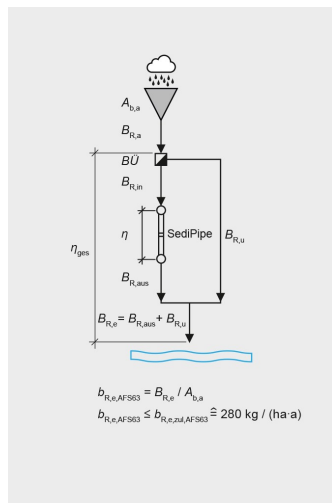 A_b,a
B_R,a
BÜ
B_R,in
η
SediPipe
B_R,u
η_ges
B_R,aus
B_R,e = B_R,aus + B_R,u
b_R,e,AFS63 = B_R,e / A_b,a
b_R,e,AFS63 ≤ b_R,e,zul,AFS63 ≙ 280 kg / (ha·a)